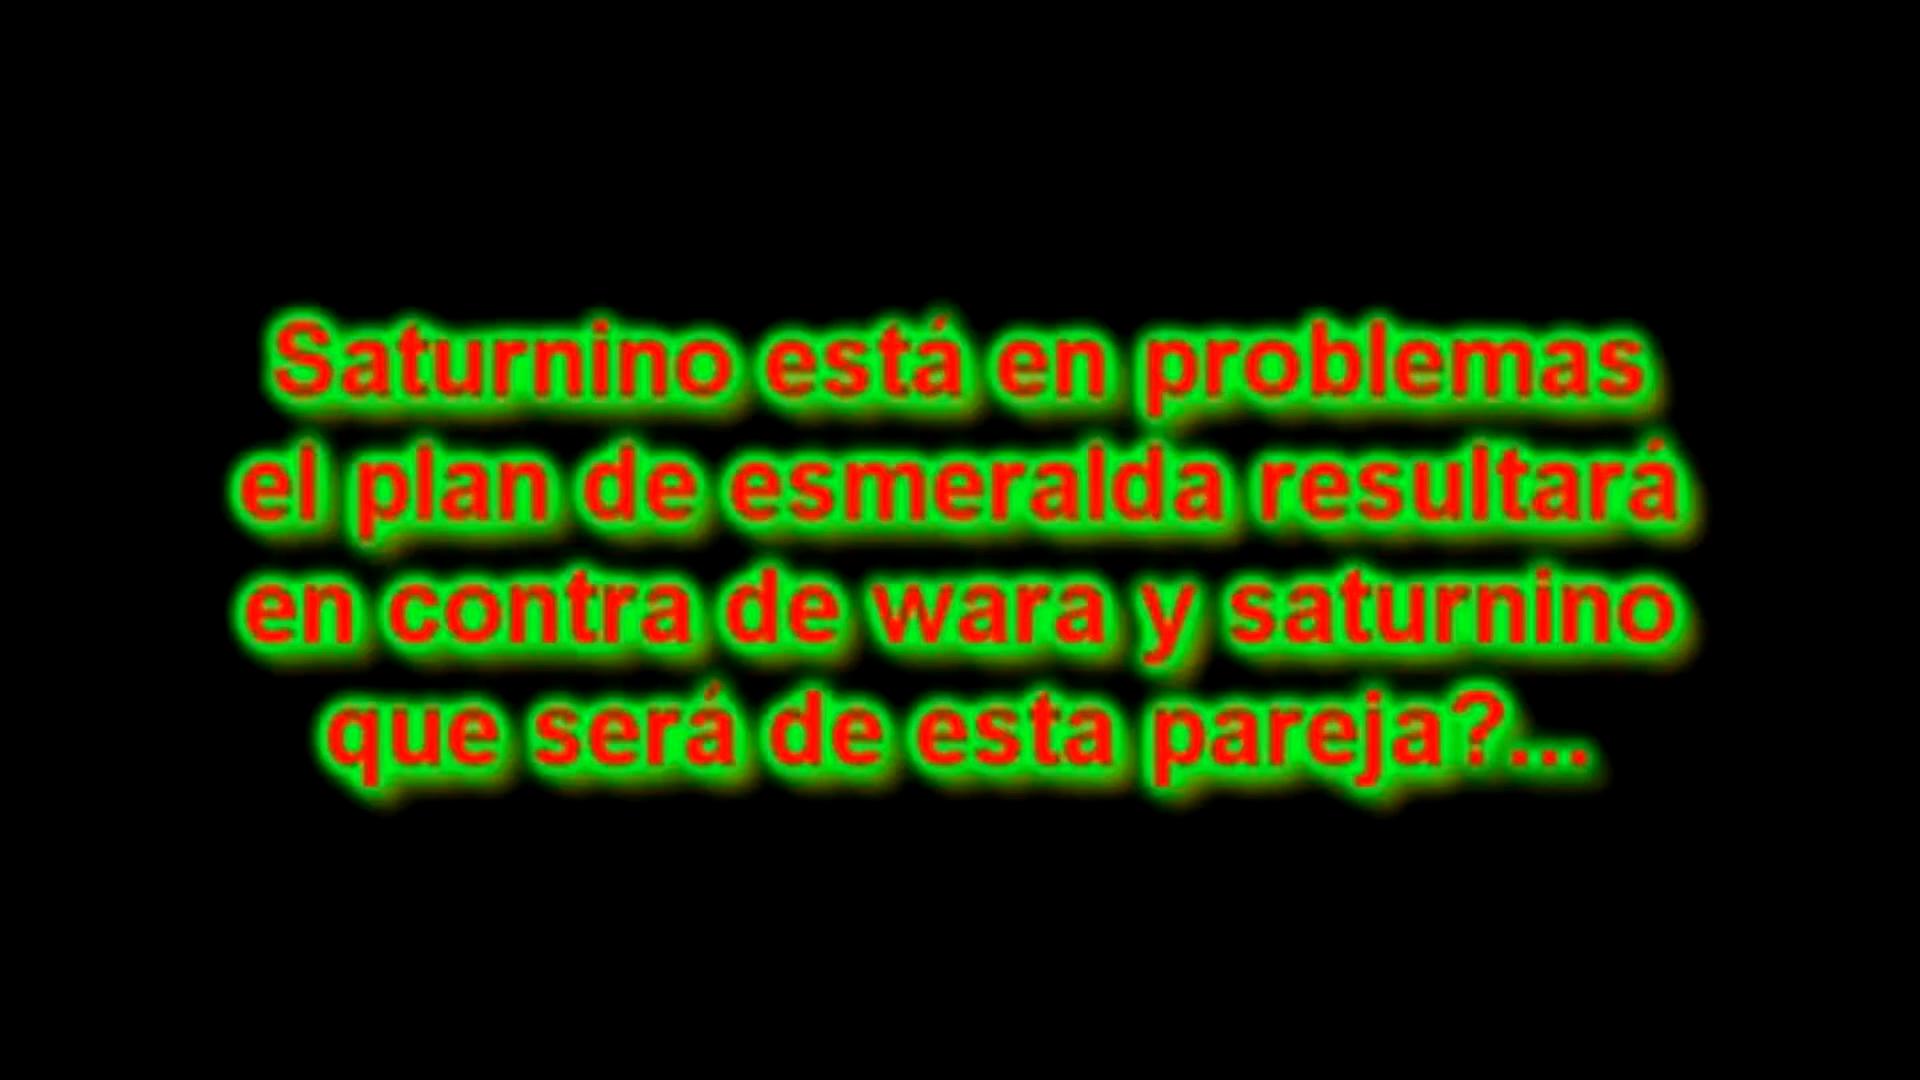 Saturnino está en problemas
el plan de esmeralda resultará
en contra de wara y saturnino
que será de esta pareja?...